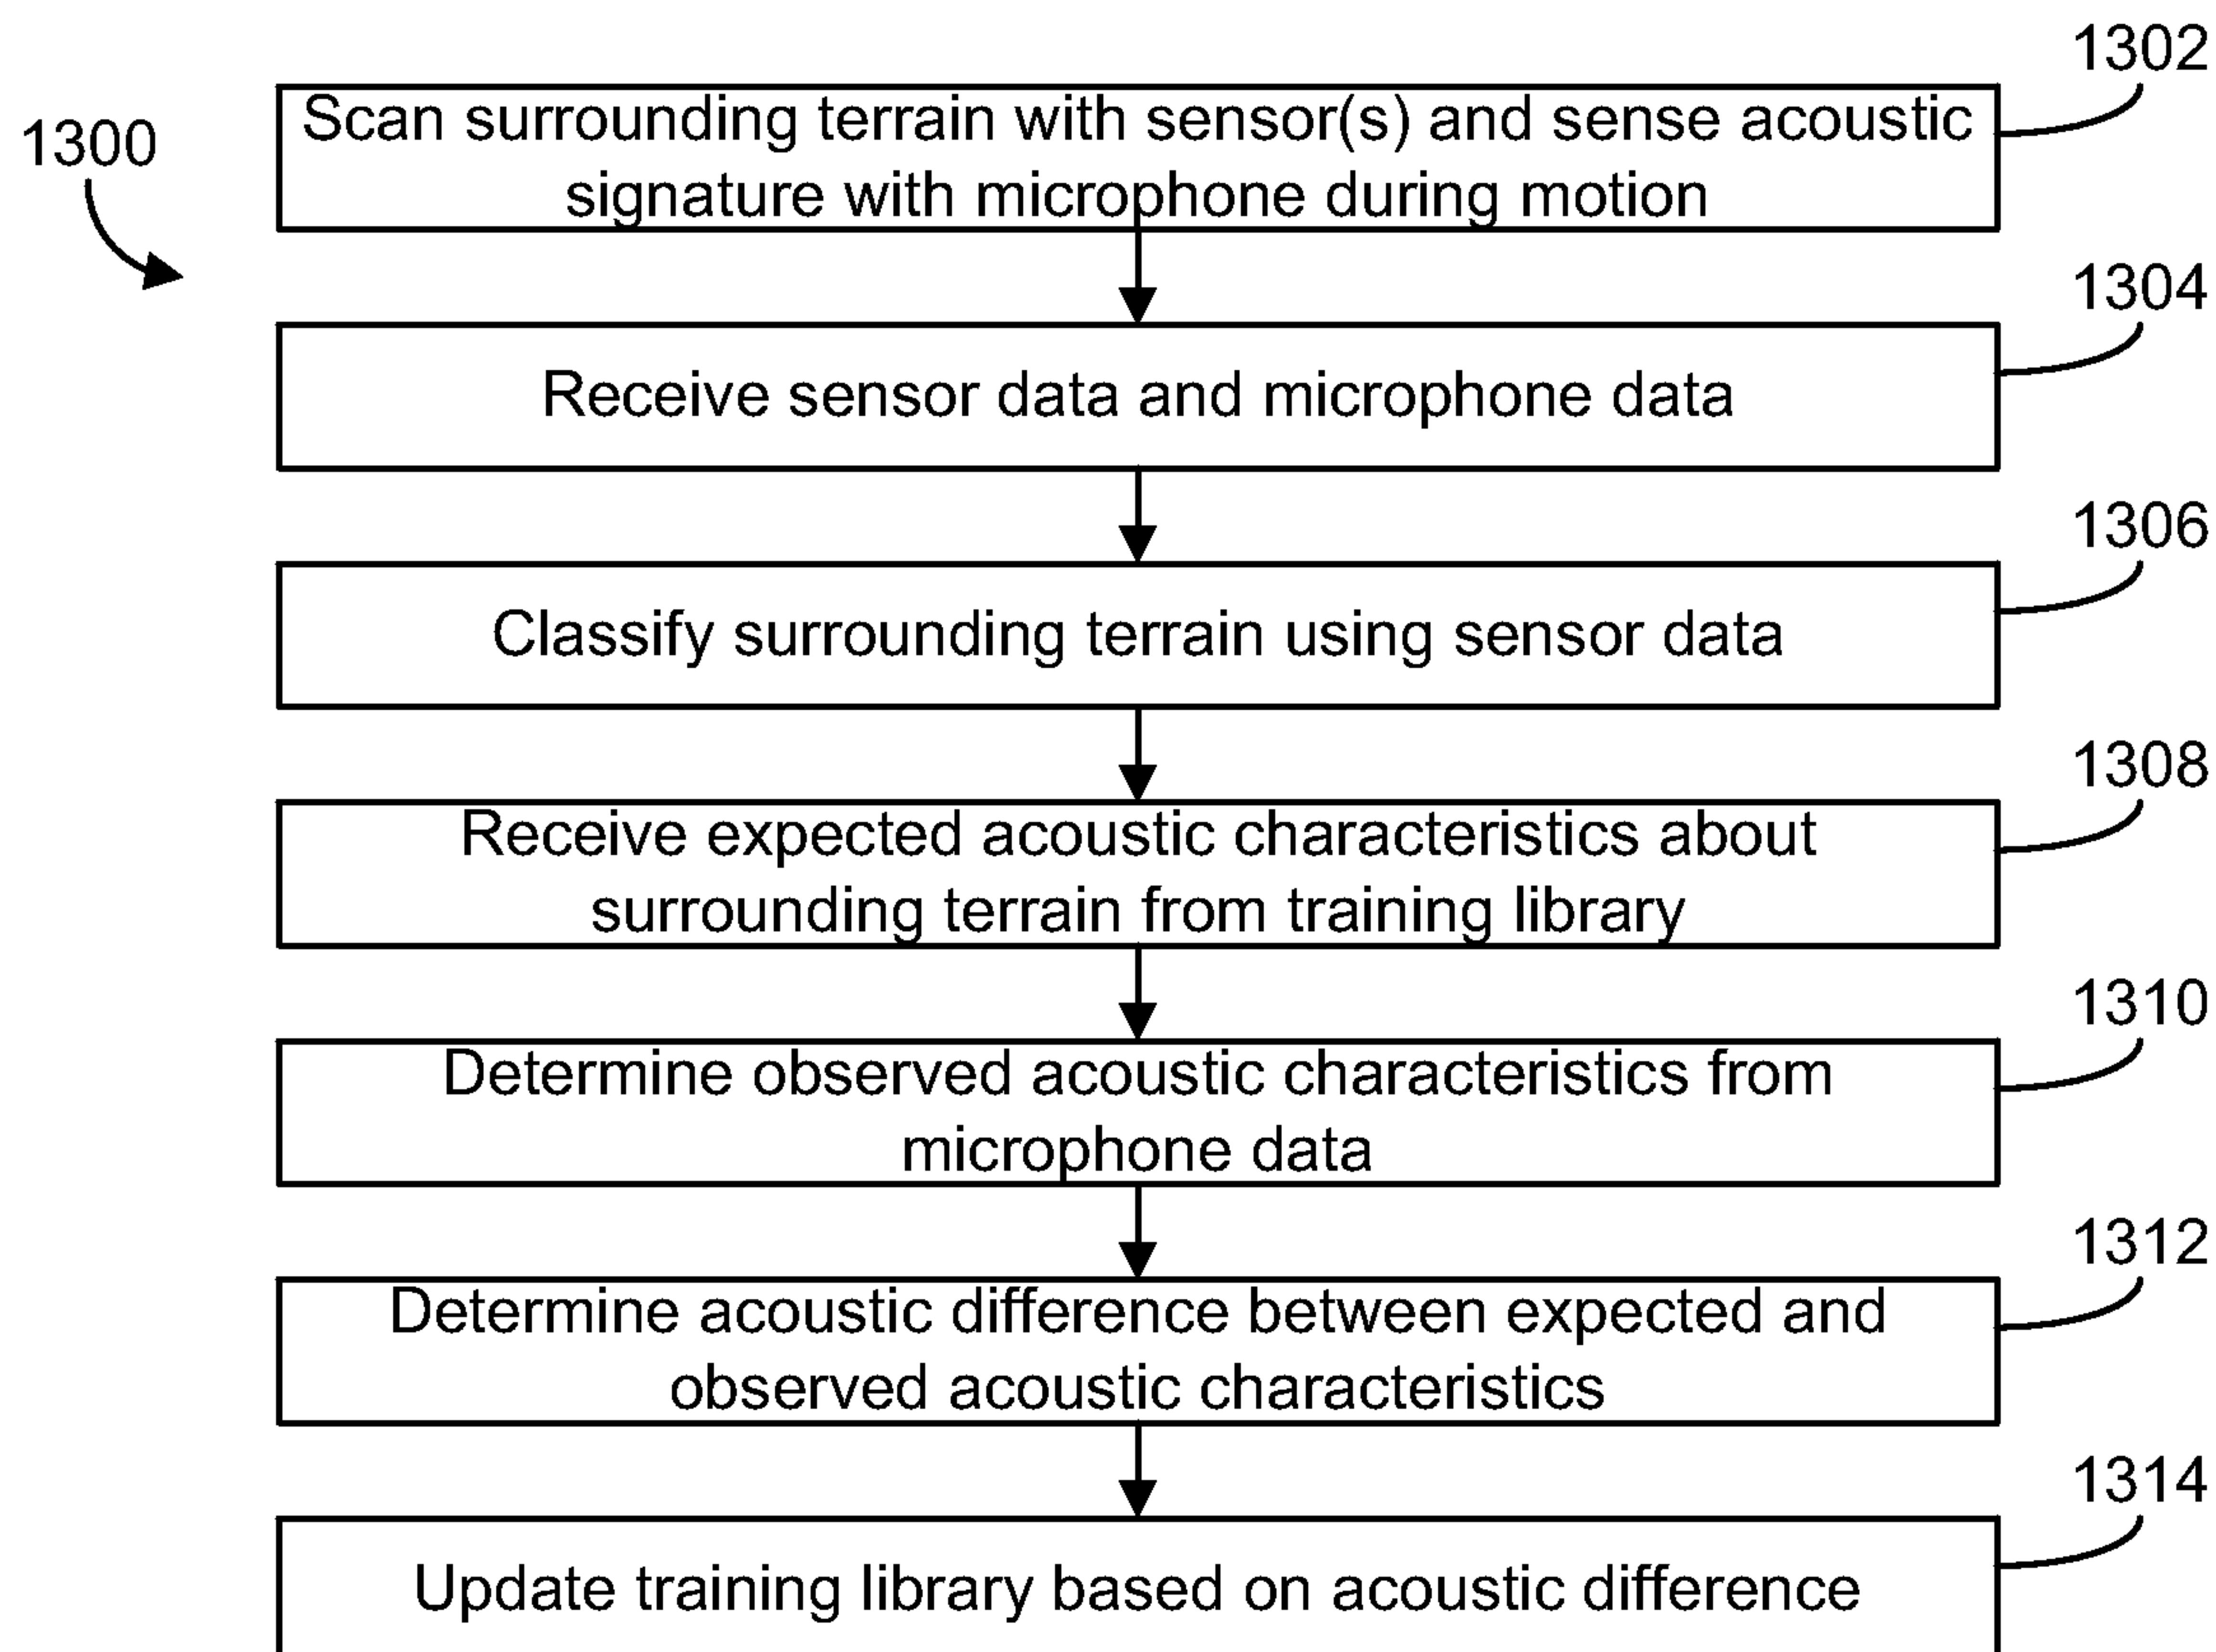 1300
1302
Scan surrounding terrain with sensor(s) and sense acoustic
signature with microphone during motion
1304
Receive sensor data and microphone data
1306
Classify surrounding terrain using sensor data
1308
Receive expected acoustic characteristics about
surrounding terrain from training library
1310
Determine observed acoustic characteristics from
microphone data
1312
Determine acoustic difference between expected and
observed acoustic characteristics
1314
Update training library based on acoustic difference